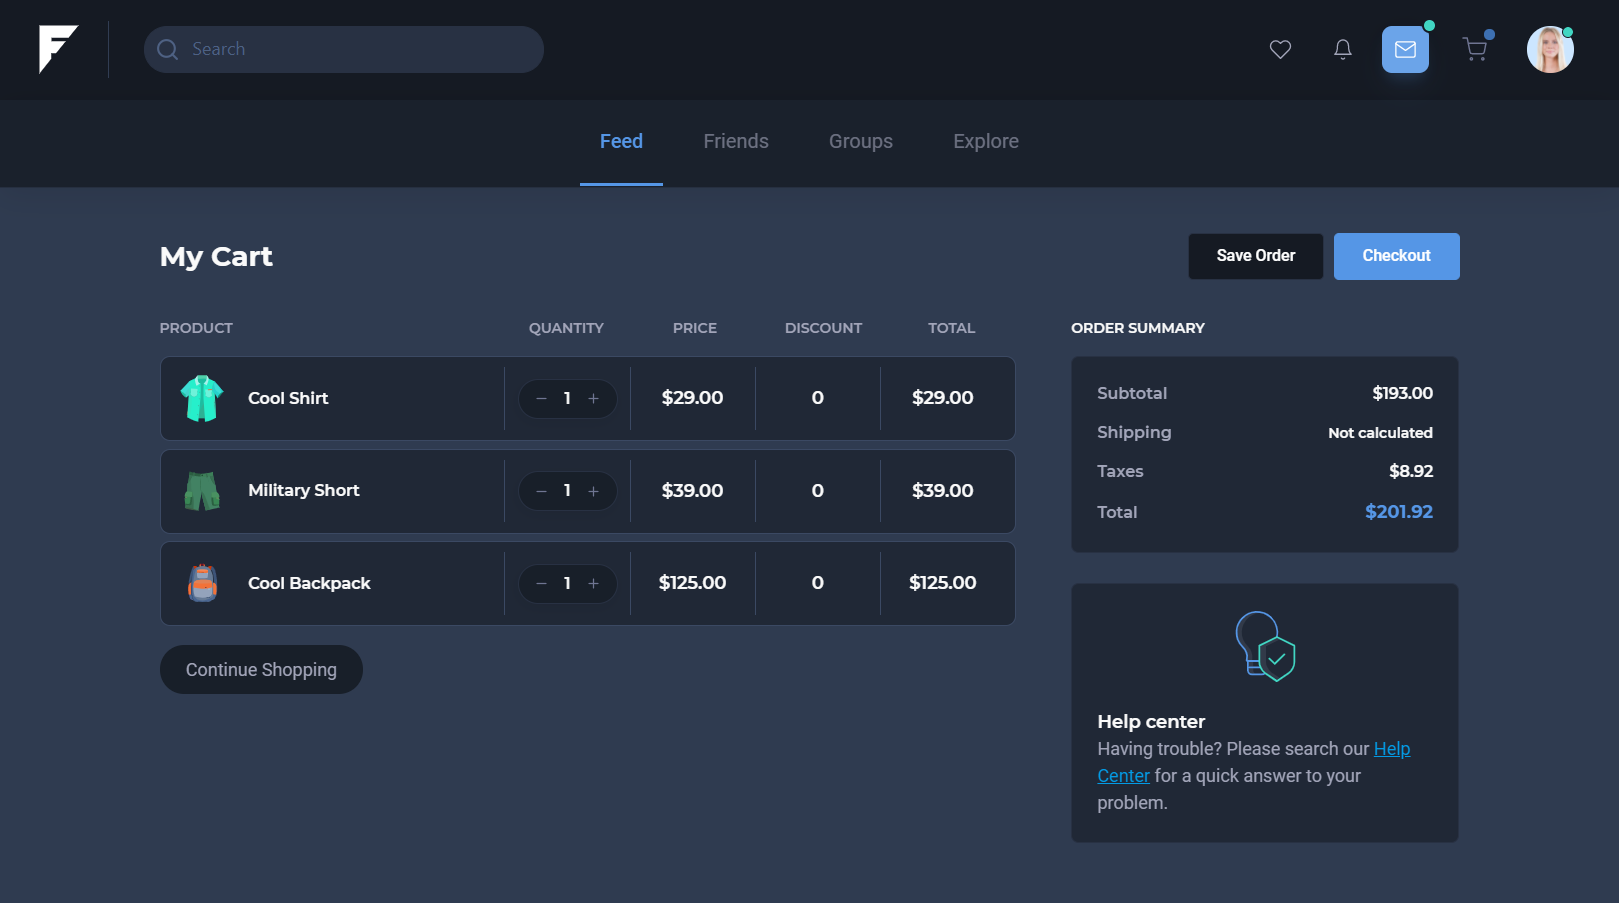 Search
Feed
Friends
Groups
Explore
My Cart
Save Order
Checkout
PRODUCT
QUANTITY
PRICE
DISCOUNT
TOTAL
Cool Shirt
− 1 +
$29.00
0
$29.00
Military Short
− 1 +
$39.00
0
$39.00
Cool Backpack
− 1 +
$125.00
0
$125.00
Continue Shopping
ORDER SUMMARY
Subtotal $193.00
Shipping Not calculated
Taxes $8.92
Total $201.92
Help center
Having trouble? Please search our Help
Center for a quick answer to your
problem.